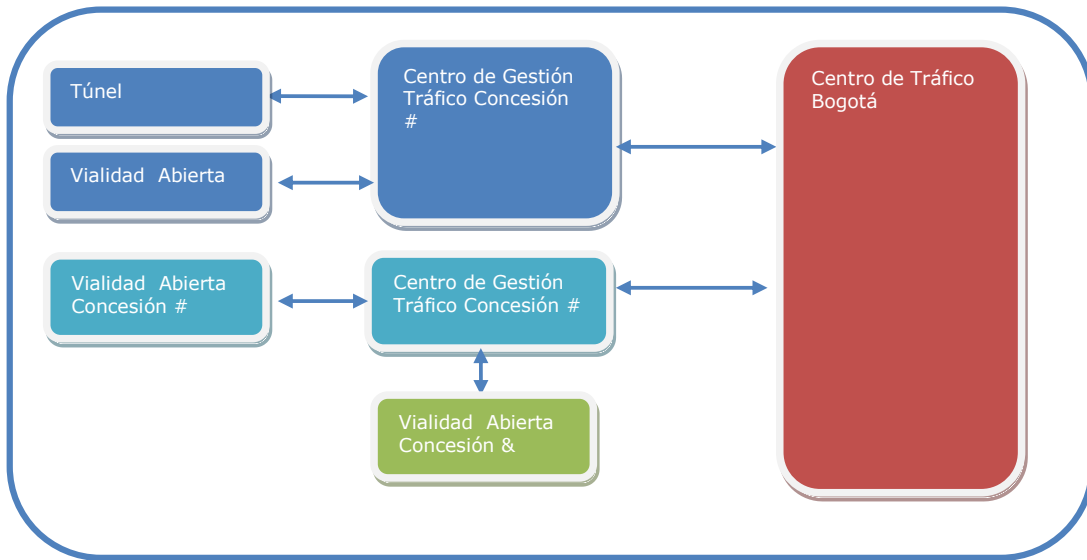 Túnel
Centro de Gestión
Tráfico Concesión
#
Centro de Tráfico
Bogotá
Vialidad  Abierta
Vialidad  Abierta
Concesión #
Centro de Gestión
Tráfico Concesión #
Vialidad  Abierta
Concesión &